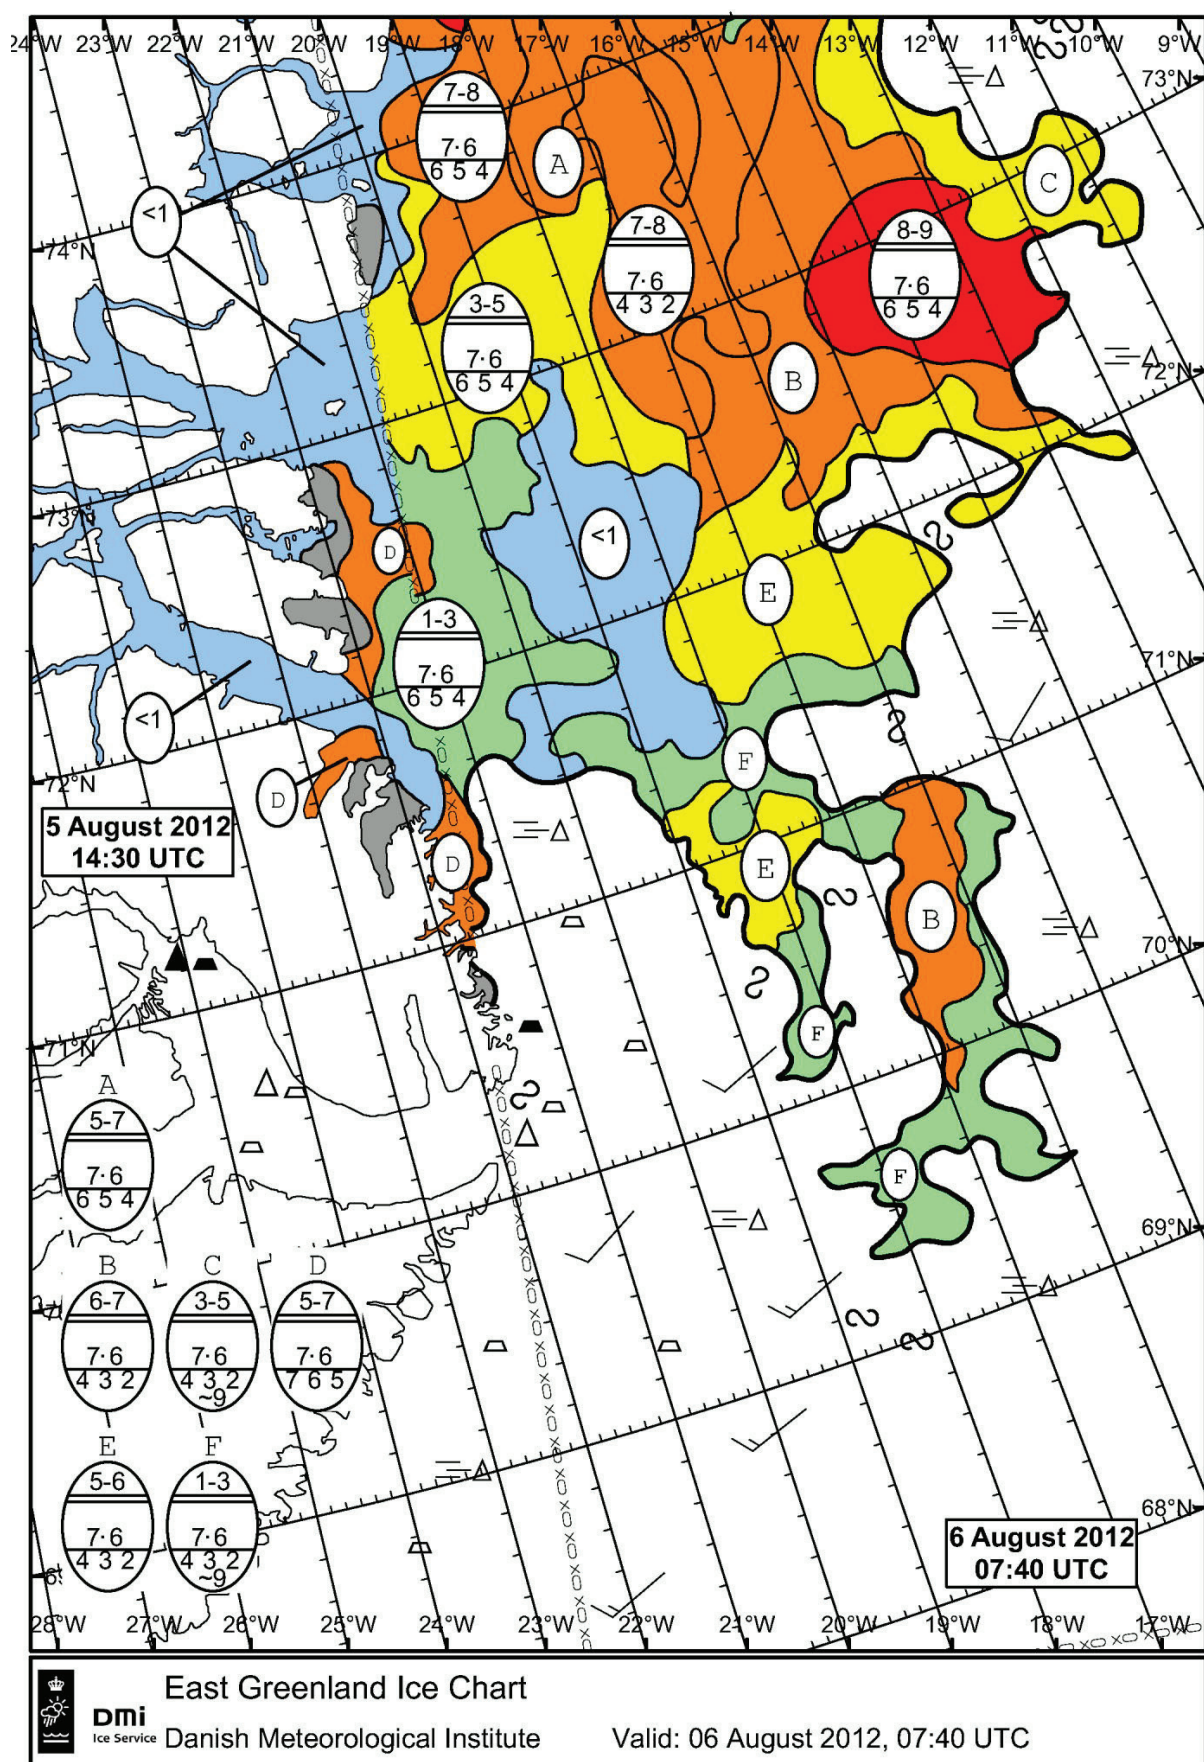 24°W 23°W 22°W 21°W 20°W 19°W 18°W 17°W 16°W 15°W 14°W 13°W 12°W 11°W 10°W 9°W
73°N
7-8
7·6
6 5 4
A
C
<1
7-8
7·6
4 3 2
8-9
7·6
6 5 4
74°N
3-5
7·6
6 5 4
72°N
B
73°N
D
<1
E
1-3
7·6
6 5 4
71°N
<1
F
72°N
D
5 August 2012
14:30 UTC
D
E
B
70°N
F
71°N
A
5-7
7·6
6 5 4
F
69°N
B C D
6-7 3-5 5-7
7·6 7·6 7·6
4 3 2 4 3 2 7 6 5
~9
E F
5-6 1-3
7·6 7·6
4 3 2 4 3 2
~9
68°N
6 August 2012
07:40 UTC
28°W 27°W 26°W 25°W 24°W 23°W 22°W 21°W 20°W 19°W 18°W 17°W
East Greenland Ice Chart
DMi
Ice Service
Danish Meteorological Institute Valid: 06 August 2012, 07:40 UTC